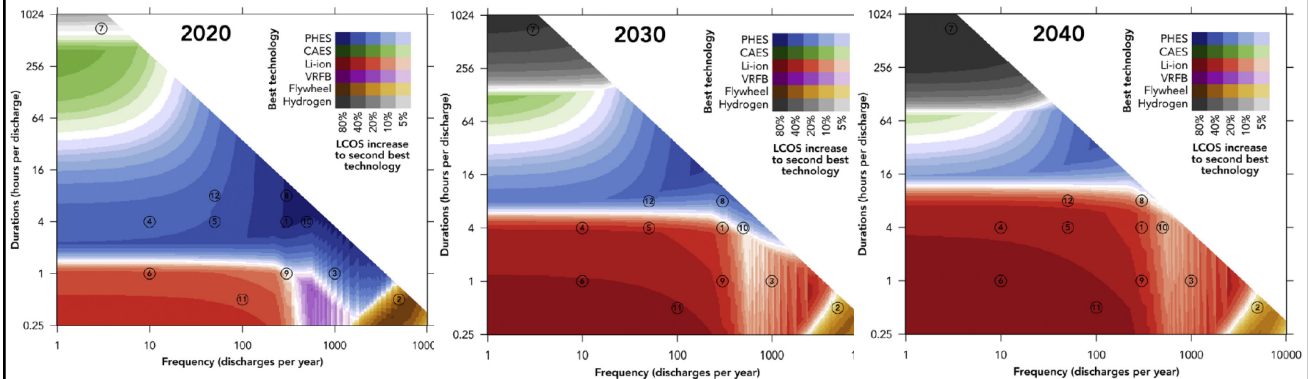 2020
Best technology
PHES
CAES
Li-ion
VRFB
Flywheel
Hydrogen
80% 40% 20% 10% 5%
LCOS increase
to second best
technology
Durations (hours per discharge)
1024
256
64
16
4
1
0.25
7
12 8
4 5 1 10
6 9 3
11 2
1 10 100 1000 1000
Frequency (discharges per year)
2030
Best technology
PHES
CAES
Li-ion
VRFB
Flywheel
Hydrogen
80% 40% 20% 10% 5%
LCOS increase
to second best
technology
Durations (hours per discharge)
1024
256
64
16
4
1
0.25
7
12 8
4 5 1 10
6 9 3
11 2
1 10 100 1000 1
Frequency (discharges per year)
2040
Best technology
PHES
CAES
Li-ion
VRFB
Flywheel
Hydrogen
80% 40% 20% 10% 5%
LCOS increase
to second best
technology
Durations (hours per discharge)
1024
256
64
16
4
1
0.25
7
12 8
4 5 1 10
6 9 3
11 2
1 10 100 1000 10000
Frequency (discharges per year)